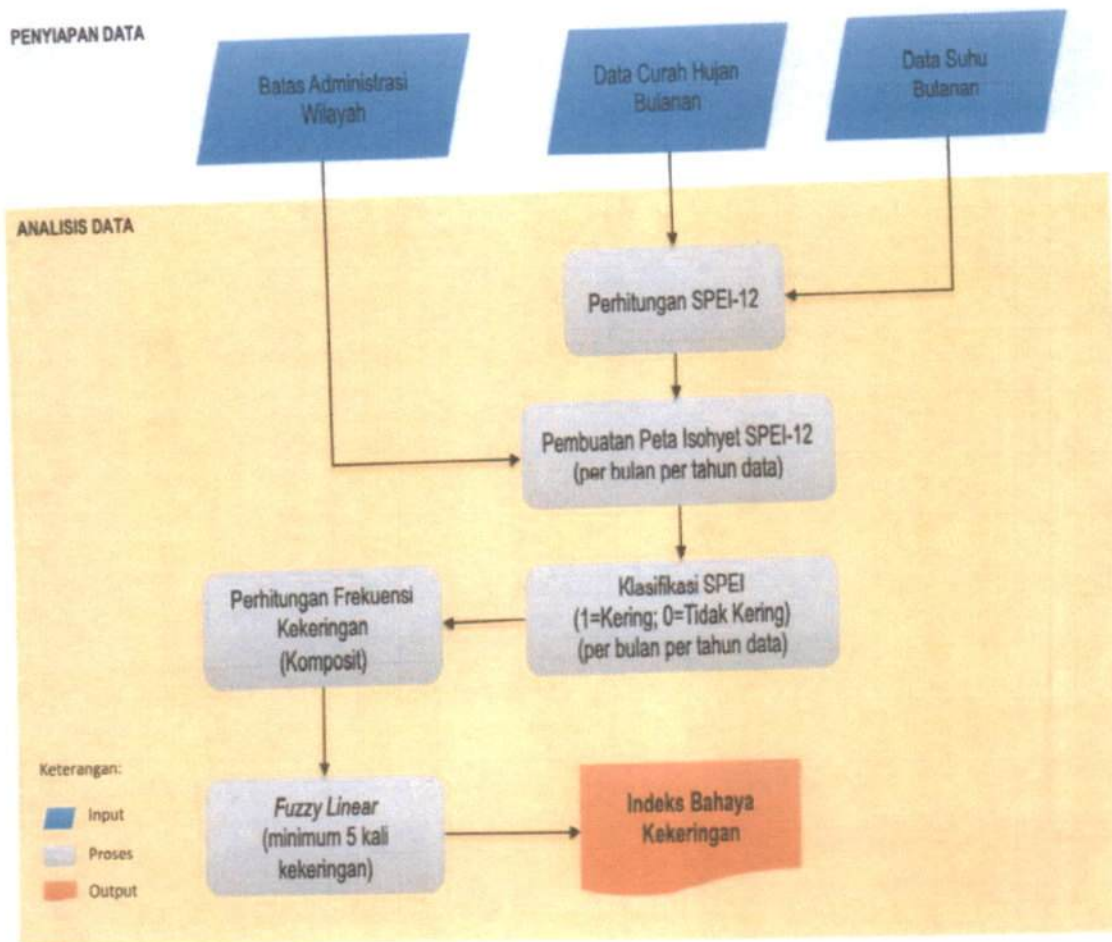 PENYIAPAN DATA
Batas Administrasi
Wilayah
Data Curah Hujan
Bulanan
Data Suhu
Bulanan
ANALISIS DATA
Perhitungan SPEI-12
Pembuatan Peta Isohyet SPEI-12
(per bulan per tahun data)
Klasifikasi SPEI
(1=Kering; 0=Tidak Kering)
(per bulan per tahun data)
Perhitungan Frekuensi
Kekeringan
(Komposit)
Fuzzy Linear
(minimum 5 kali
kekeringan)
Indeks Bahaya
Kekeringan
Keterangan:
Input
Proses
Output